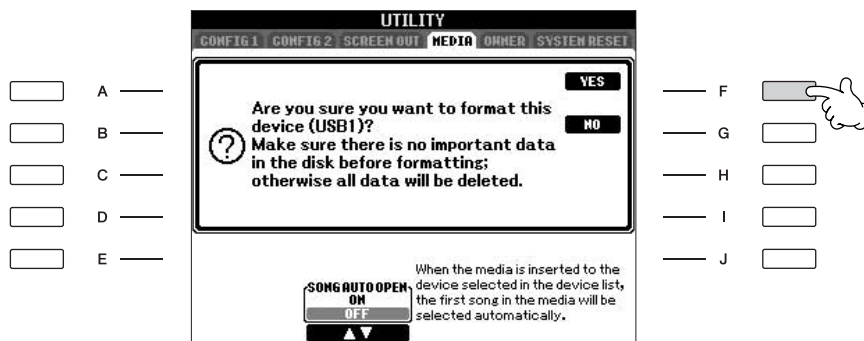 UTILITY
CONFIG 1 CONFIG 2 SCREEN OUT MEDIA OWNER SYSTEM RESET
YES
NO
Are you sure you want to format this
device (USB1)?
Make sure there is no important data
in the disk before formatting;
otherwise all data will be deleted.
A
B
C
D
E
F
G
H
I
J
SONG AUTO OPEN
ON
OFF
When the media is inserted to the
device selected in the device list,
the first song in the media will be
selected automatically.